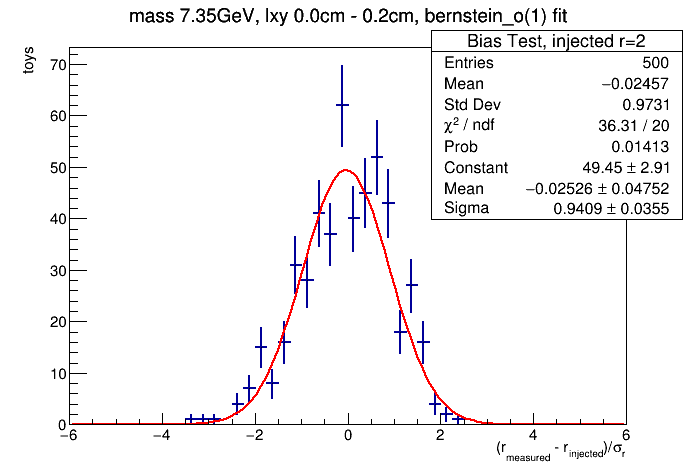 mass 7.35GeV, lxy 0.0cm - 0.2cm, bernstein_o(1) fit
Bias Test, injected r=2
Entries 500
Mean −0.02457
Std Dev 0.9731
χ² / ndf 36.31 / 20
Prob 0.01413
Constant 49.45 ± 2.91
Mean −0.02526 ± 0.04752
Sigma 0.9409 ± 0.0355
toys
70
60
50
40
30
20
10
0
−6 −4 −2 0 2 4 6
(r_measured - r_injected)/σ_r